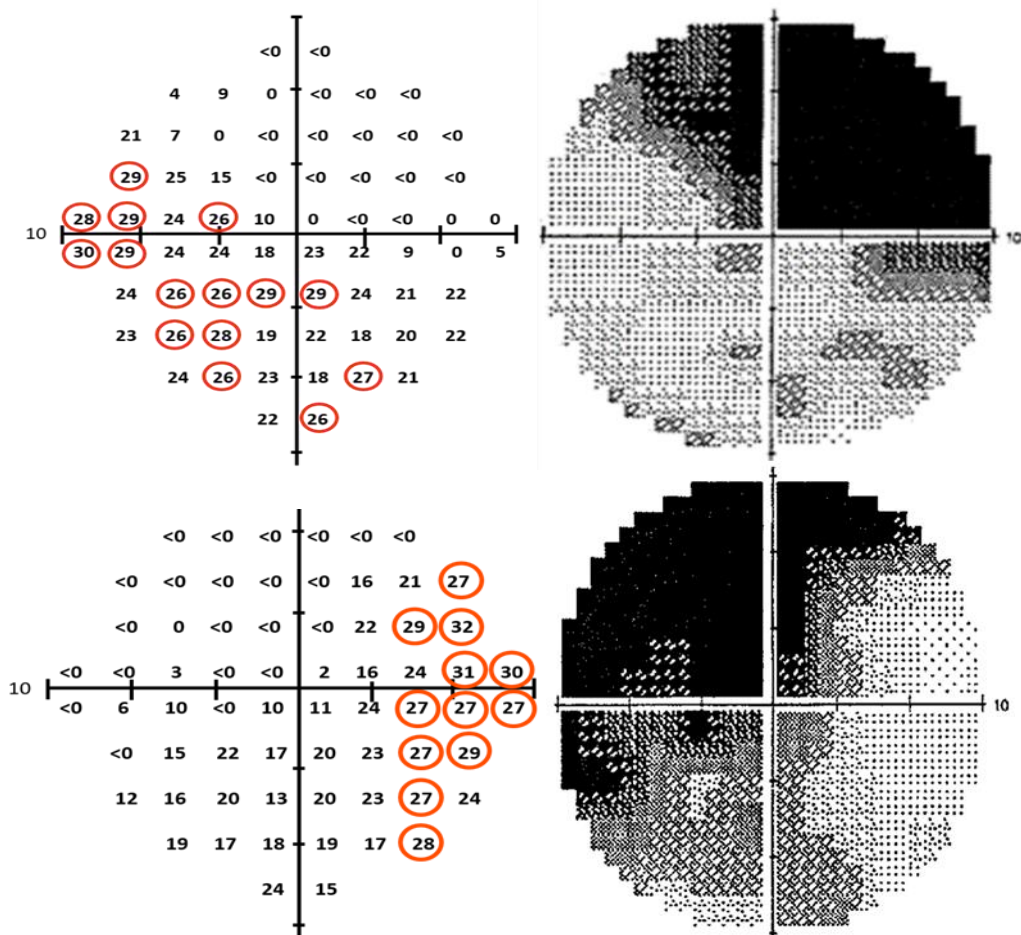 <0 <0
4 9 0 <0 <0 <0
21 7 0 <0 <0 <0 <0
29 25 15 <0 <0 <0 <0
28 29 24 26 10 0 <0 <0 0 0
10
30 29 24 24 18 23 22 9 0 5
24 26 26 29 29 24 21 22
23 26 28 19 22 18 20 22
24 26 23 18 27 21
22 26
10
<0 <0 <0 <0 <0 <0
<0 <0 <0 <0 <0 16 21 27
<0 0 <0 <0 <0 22 29 32
<0 <0 3 <0 <0 2 16 24 31 30
10
<0 6 10 <0 10 11 24 27 27 27
<0 15 22 17 20 23 27 29
12 16 20 13 20 23 27 24
19 17 18 19 17 28
24 15
10